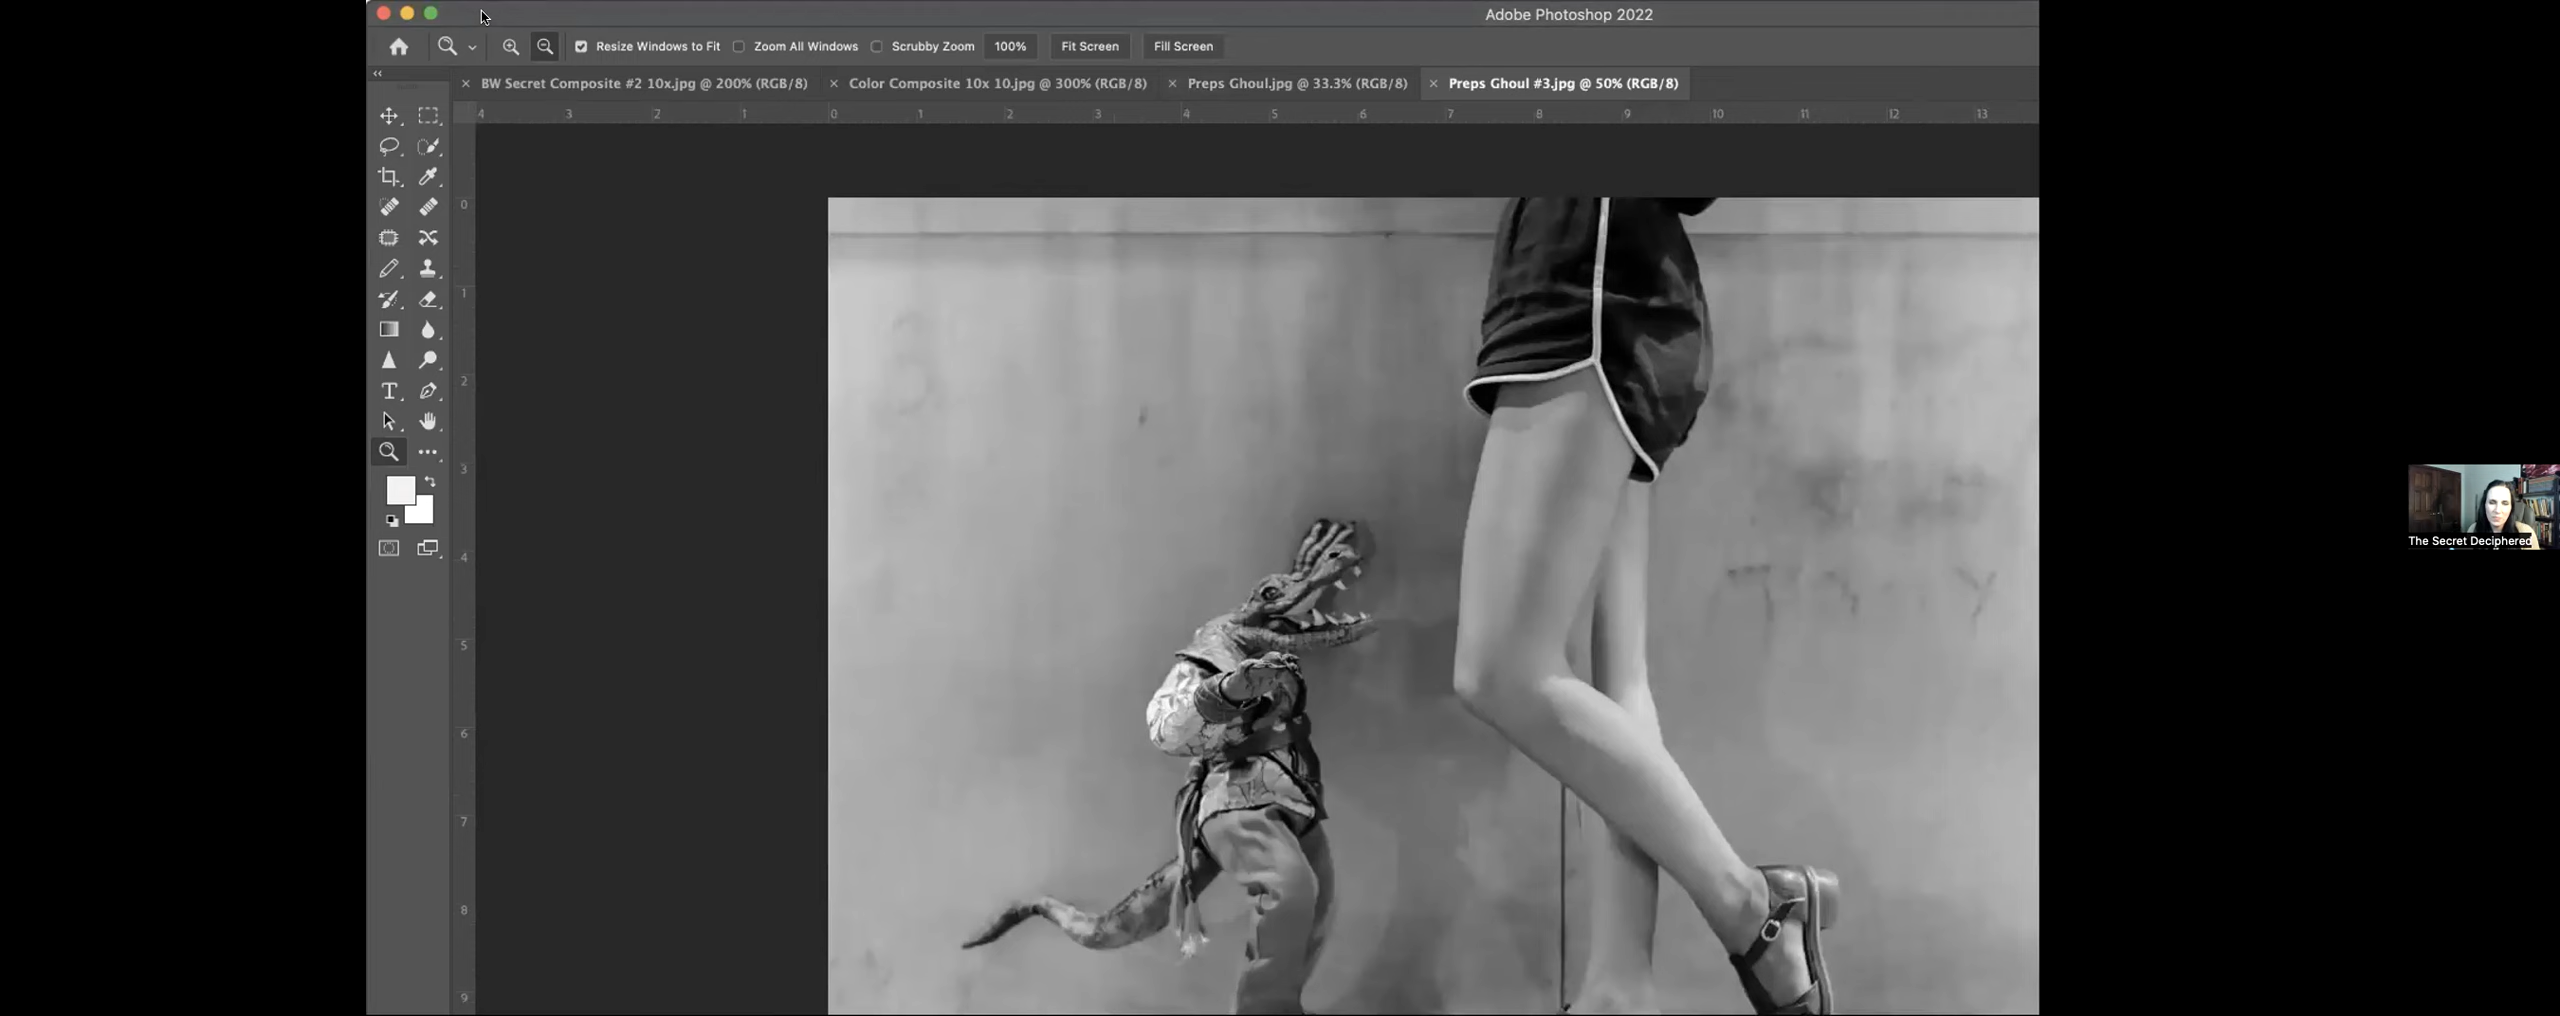 Adobe Photoshop 2022
Resize Windows to Fit Zoom All Windows Scrubby Zoom 100% Fit Screen Fill Screen
BW Secret Composite #2 10x.jpg @ 200% (RGB/8) Color Composite 10x 10.jpg @ 300% (RGB/8) Preps Ghoul.jpg @ 33.3% (RGB/8) Preps Ghoul #3.jpg @ 50% (RGB/8)
4 3 2 1 0 1 2 3 4 5 6 7 8 9 10 11 12 13
0
1
2
3
4
The Secret Deciphered
5
6
7
8
9